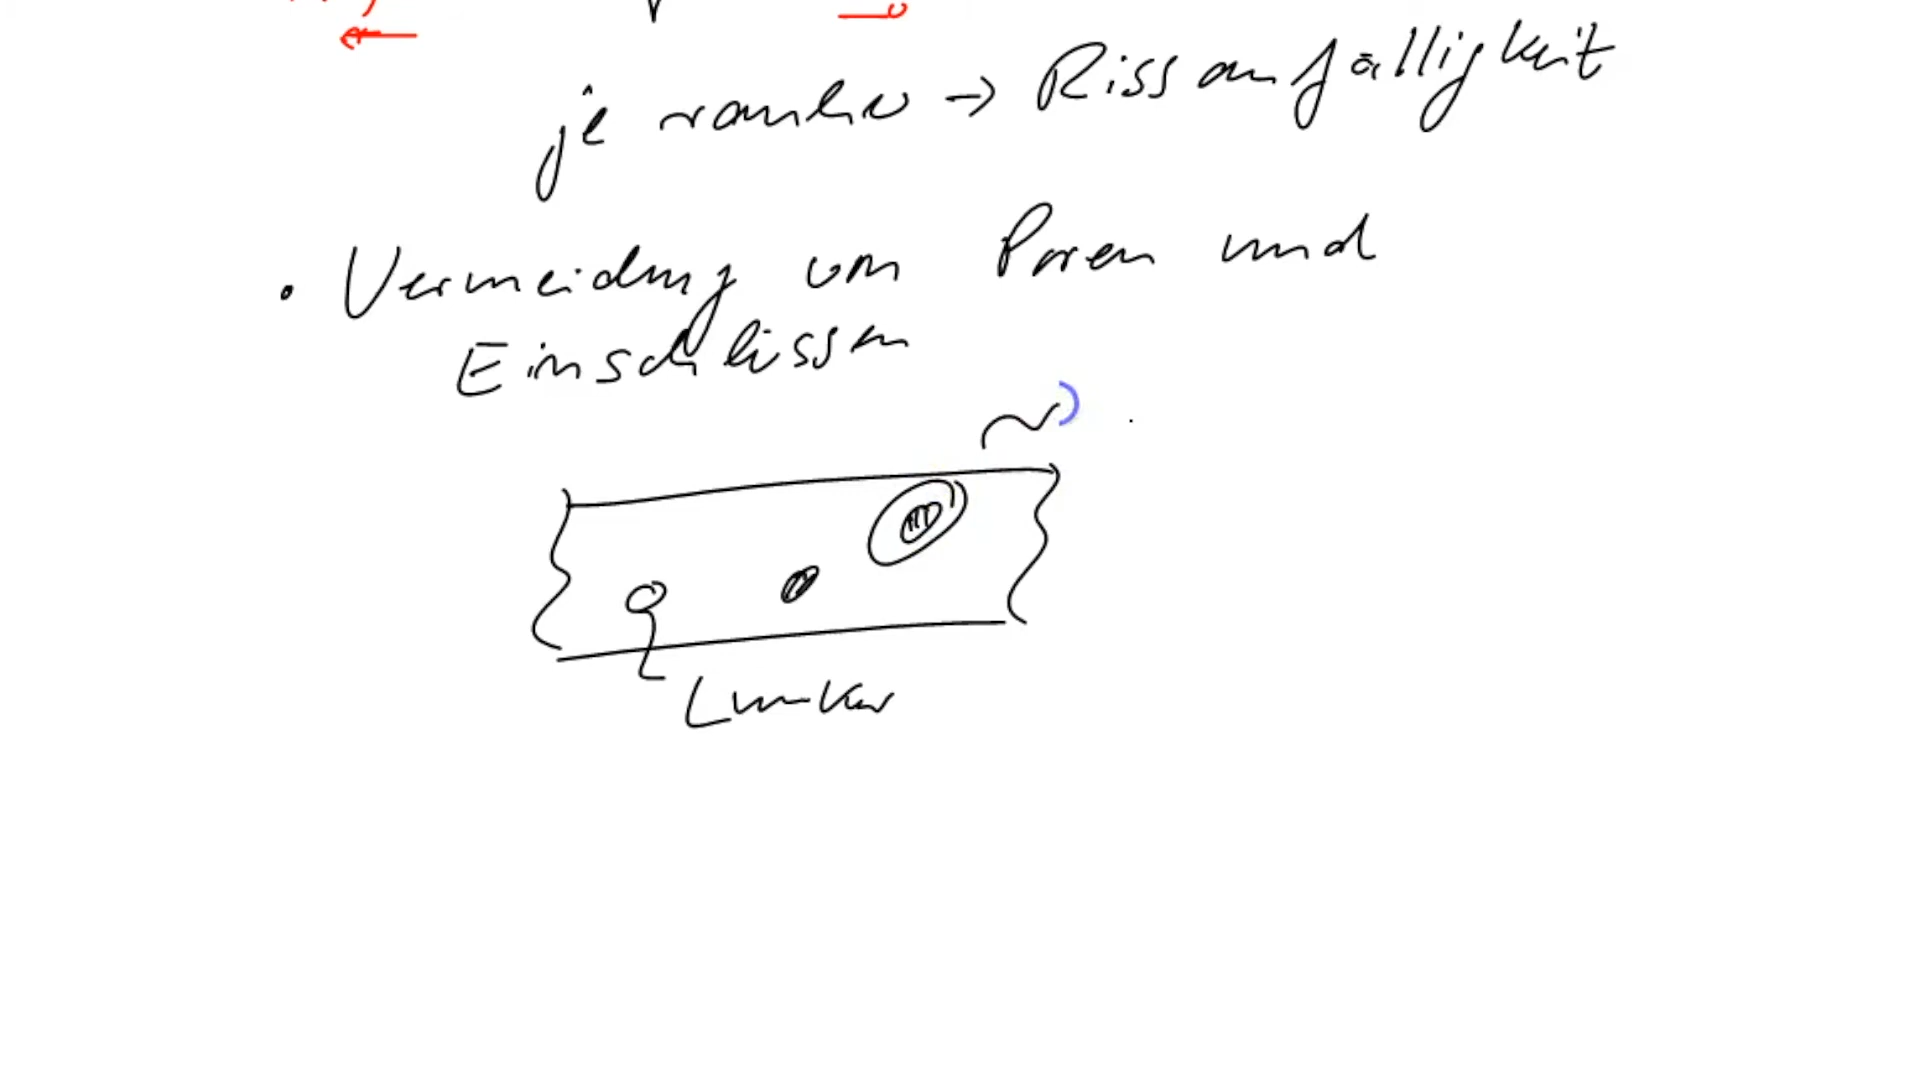 je rauher → Rissanfälligkeit
• Vermeidung von Poren und
Einschlüssen
Lunker